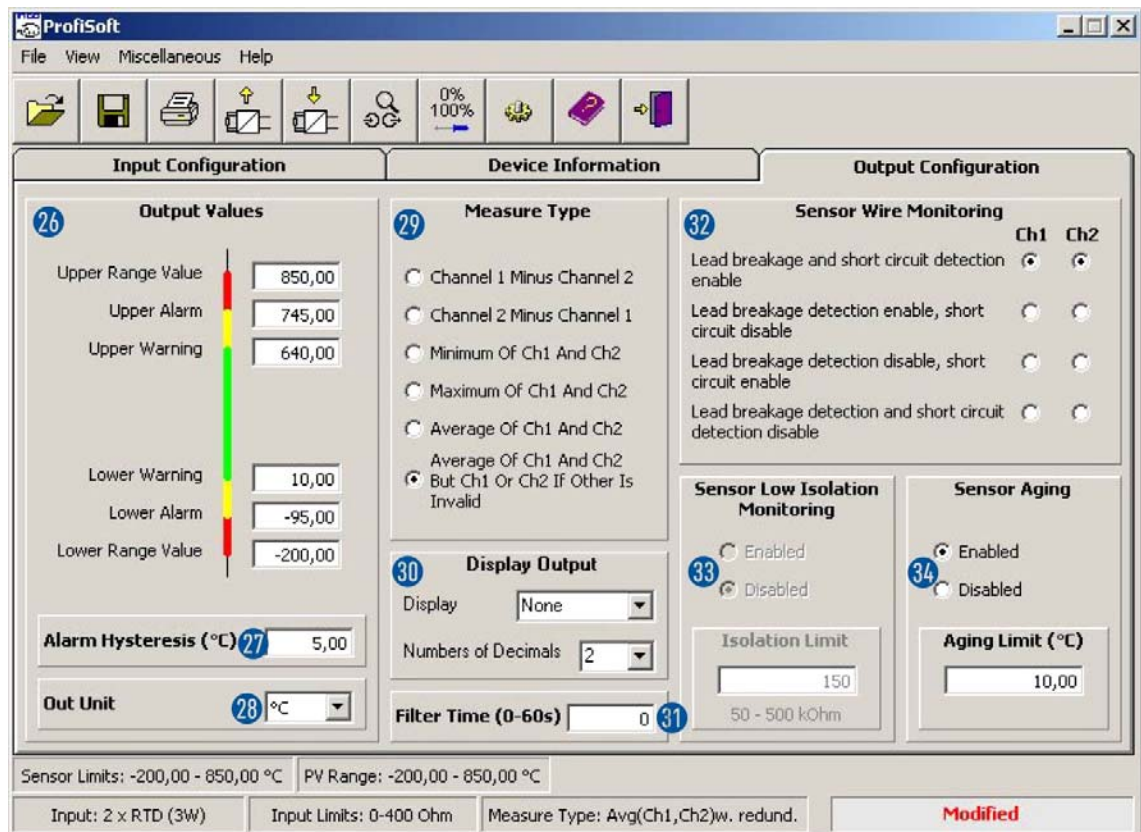 ProfiSoft
File View Miscellaneous Help
0%
100%
Input Configuration
Device Information
Output Configuration
26
Output Values
Upper Range Value 850,00
Upper Alarm 745,00
Upper Warning 640,00
Lower Warning 10,00
Lower Alarm -95,00
Lower Range Value -200,00
Alarm Hysteresis (°C) 27 5,00
Out Unit 28 °C
29
Measure Type
Channel 1 Minus Channel 2
Channel 2 Minus Channel 1
Minimum Of Ch1 And Ch2
Maximum Of Ch1 And Ch2
Average Of Ch1 And Ch2
Average Of Ch1 And Ch2
But Ch1 Or Ch2 If Other Is
Invalid
30
Display Output
Display None
Numbers of Decimals 2
Filter Time (0-60s) 0 31
32
Sensor Wire Monitoring
Ch1 Ch2
Lead breakage and short circuit detection
enable
Lead breakage detection enable, short
circuit disable
Lead breakage detection disable, short
circuit enable
Lead breakage detection and short circuit
detection disable
Sensor Low Isolation
Monitoring
33
Enabled
Disabled
Isolation Limit
150
50 - 500 kOhm
Sensor Aging
34
Enabled
Disabled
Aging Limit (°C)
10,00
Sensor Limits: -200,00 - 850,00 °C PV Range: -200,00 - 850,00 °C
Input: 2 x RTD (3W) Input Limits: 0-400 Ohm Measure Type: Avg(Ch1,Ch2)w. redund. Modified